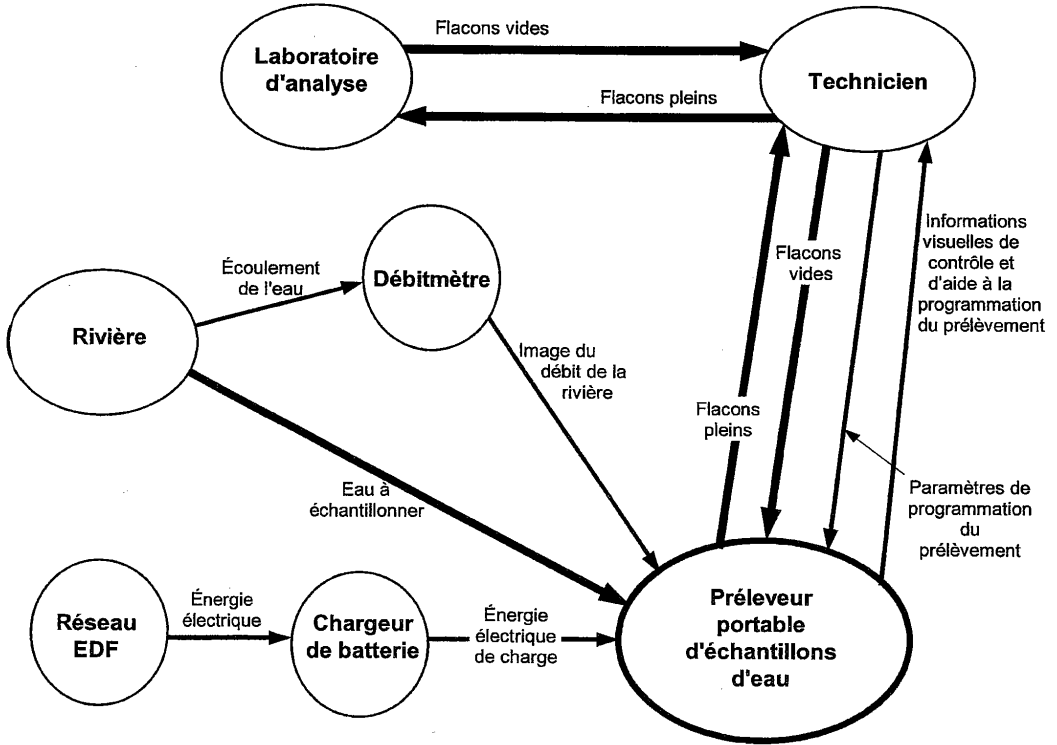 Flacons vides
Laboratoire
d'analyse
Technicien
Flacons pleins
Informations
visuelles de
contrôle et
d'aide à la
programmation
du prélèvement
Flacons
vides
Écoulement
de l'eau
Débitmètre
Rivière
Image du
débit de la
rivière
Flacons
pleins
Eau à
échantillonner
Paramètres de
programmation
du
prélèvement
Réseau
EDF
Énergie
électrique
Chargeur
de batterie
Énergie
électrique
de charge
Préleveur
portable
d'échantillons
d'eau